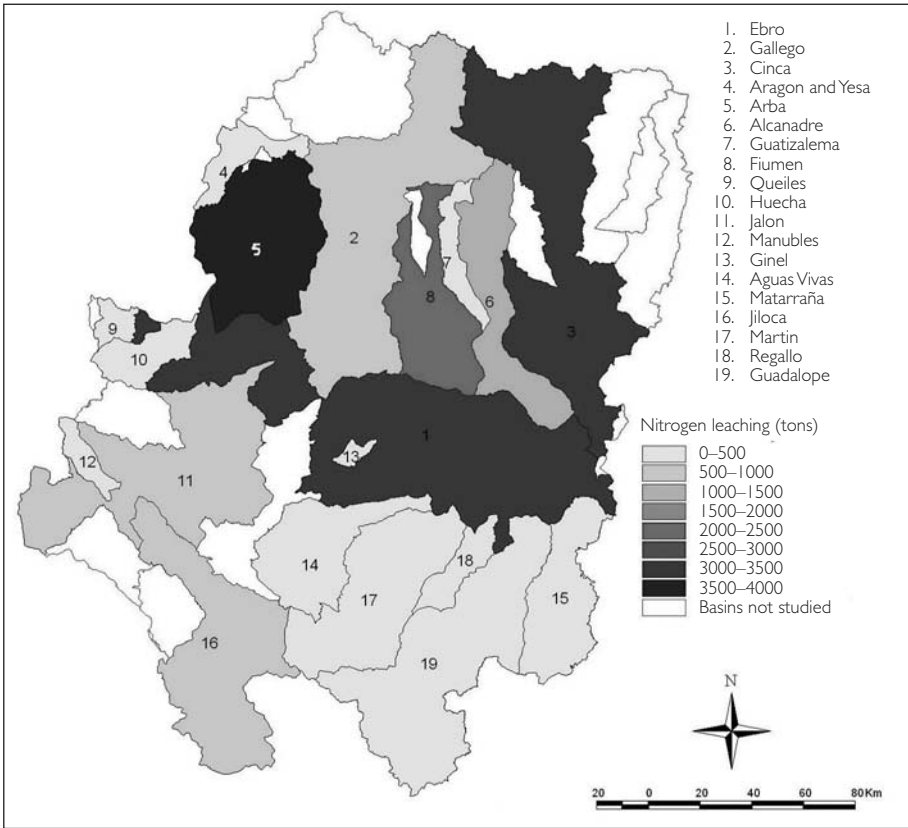 1. Ebro
2. Gallego
3. Cinca
4. Aragon and Yesa
5. Arba
6. Alcanadre
7. Guatizalema
8. Fiumen
9. Queiles
10. Huecha
11. Jalon
12. Manubles
13. Ginel
14. Aguas Vivas
15. Matarraña
16. Jiloca
17. Martin
18. Regallo
19. Guadalope
Nitrogen leaching (tons)
0–500
500–1000
1000–1500
1500–2000
2000–2500
2500–3000
3000–3500
3500–4000
Basins not studied
4
5
2
7
8
6
3
9
10
1
13
12
11
14
18
17
15
16
19
N
20 0 20 40 60 80 Km